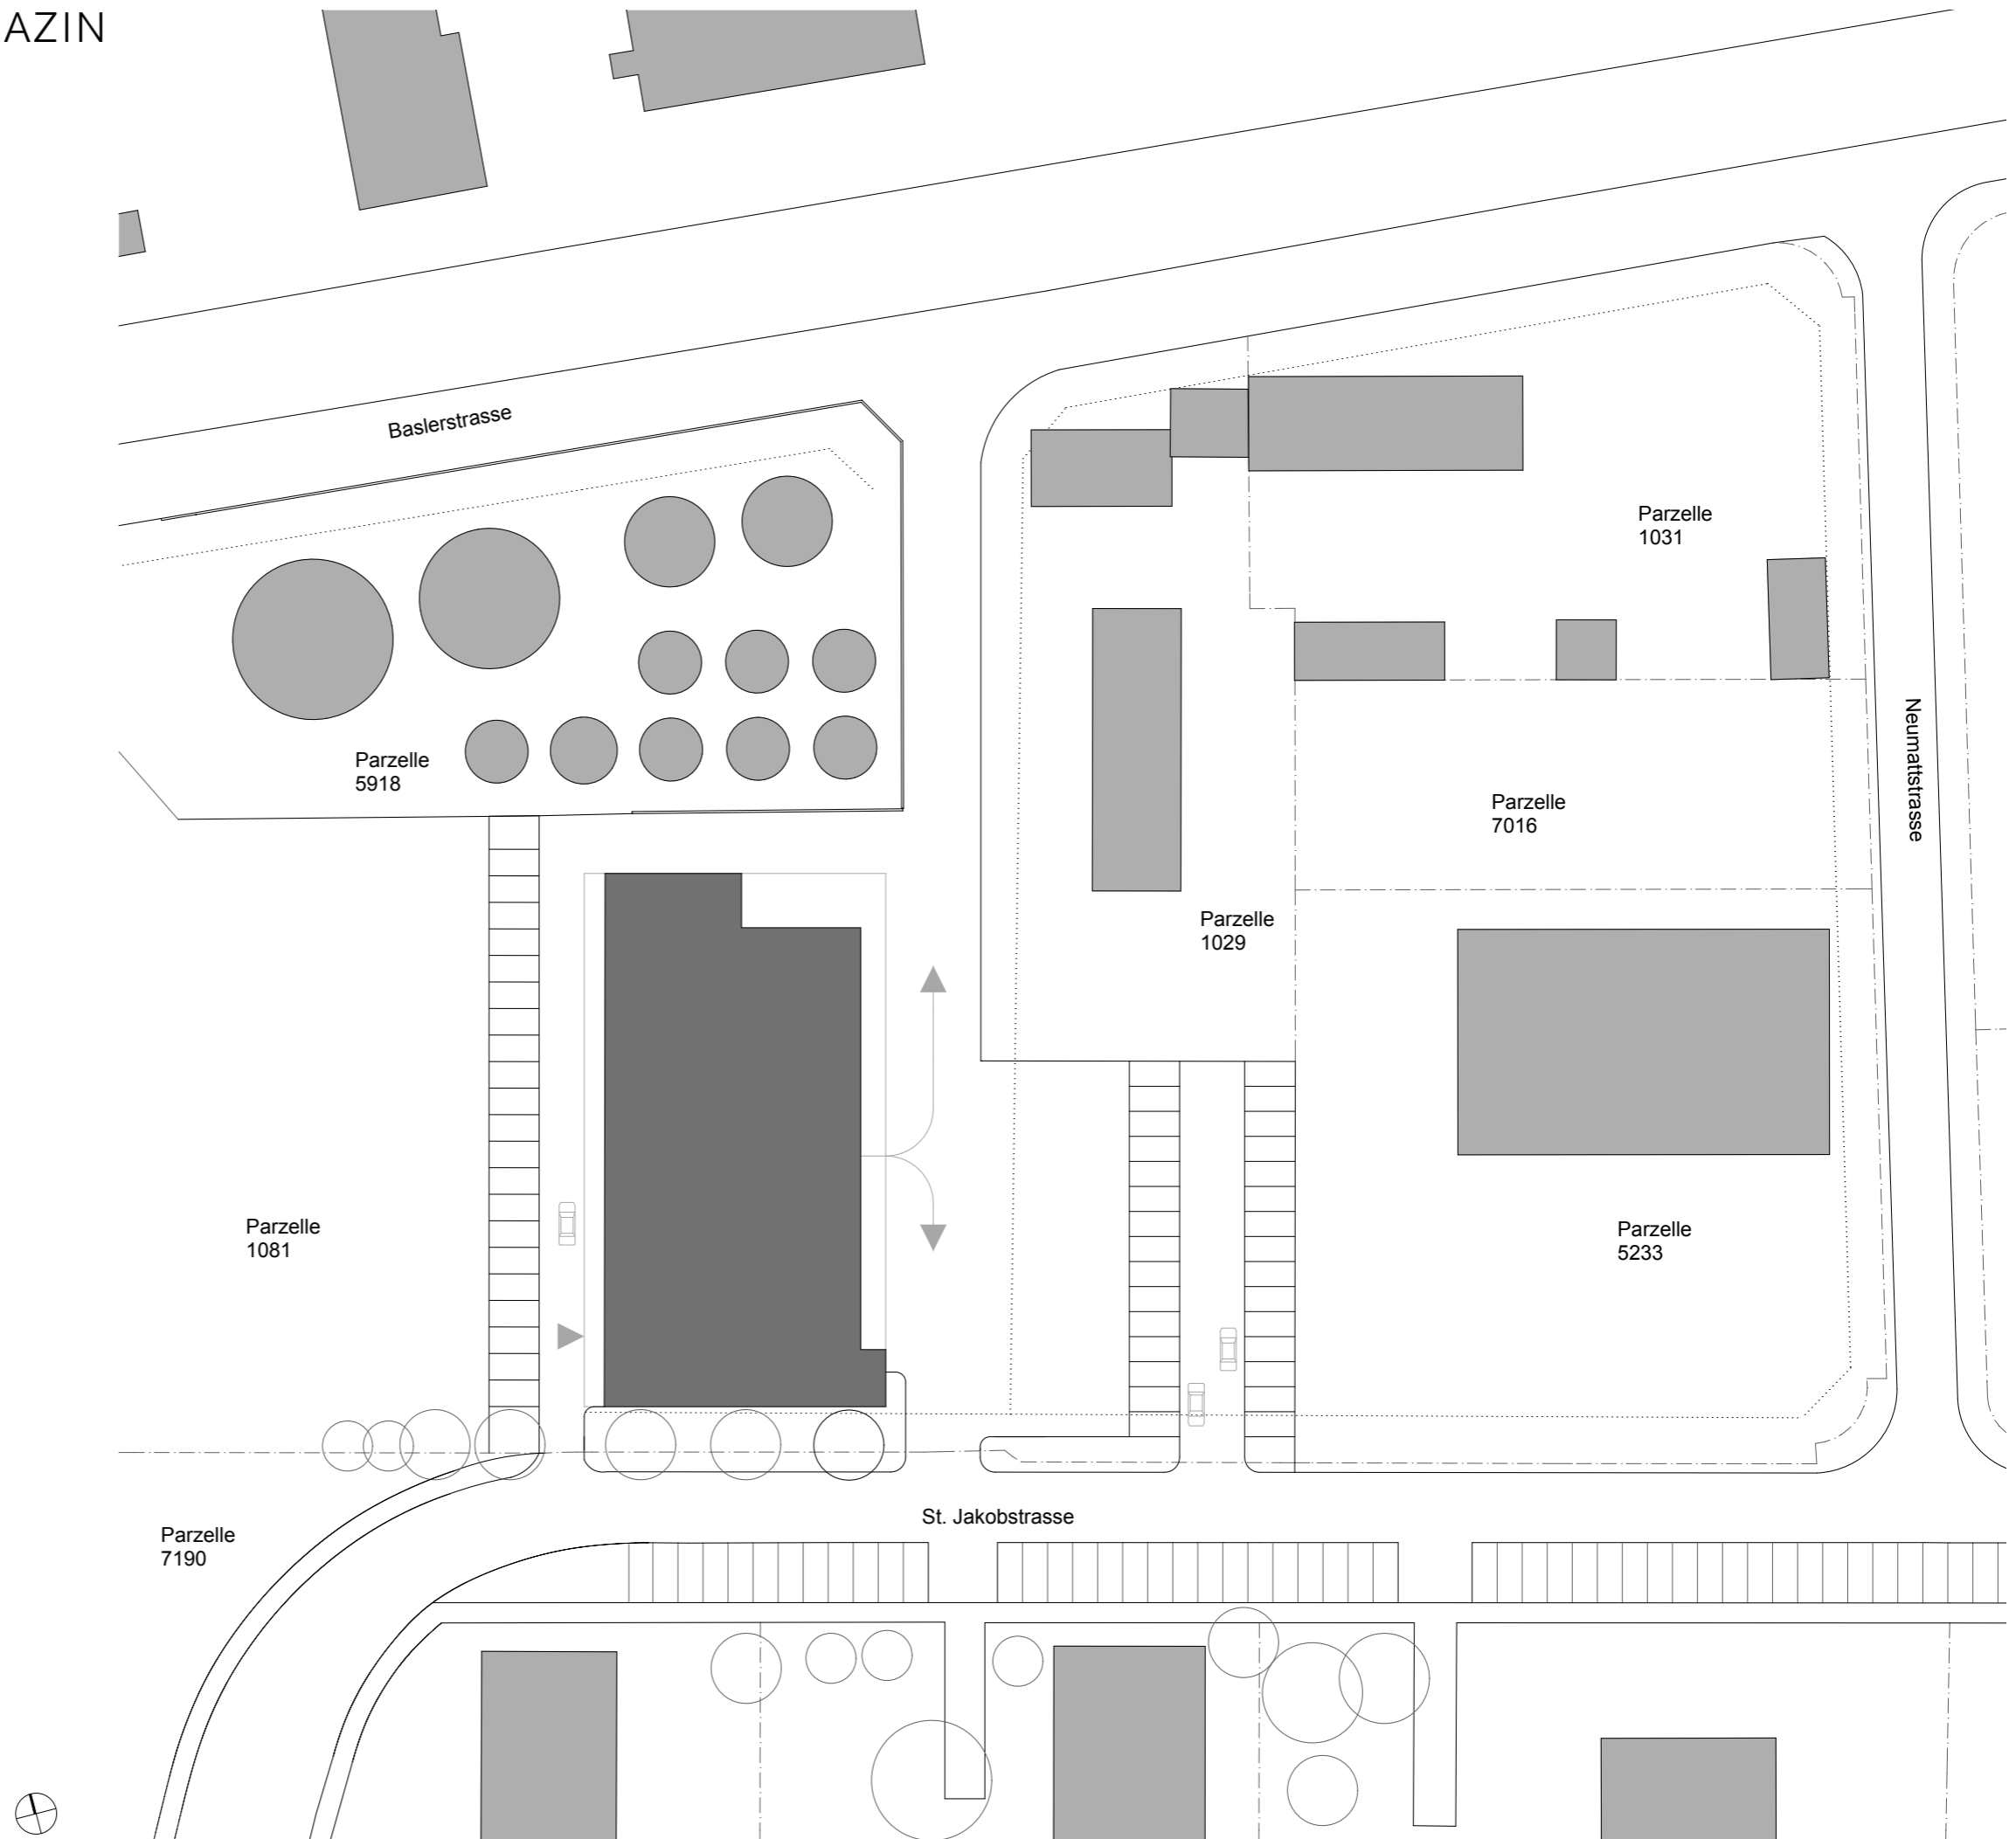 AZIN
Baslerstrasse
Parzelle
1031
Neumattstrasse
Parzelle
5918
Parzelle
7016
Parzelle
1029
Parzelle
1081
Parzelle
5233
St. Jakobstrasse
Parzelle
7190